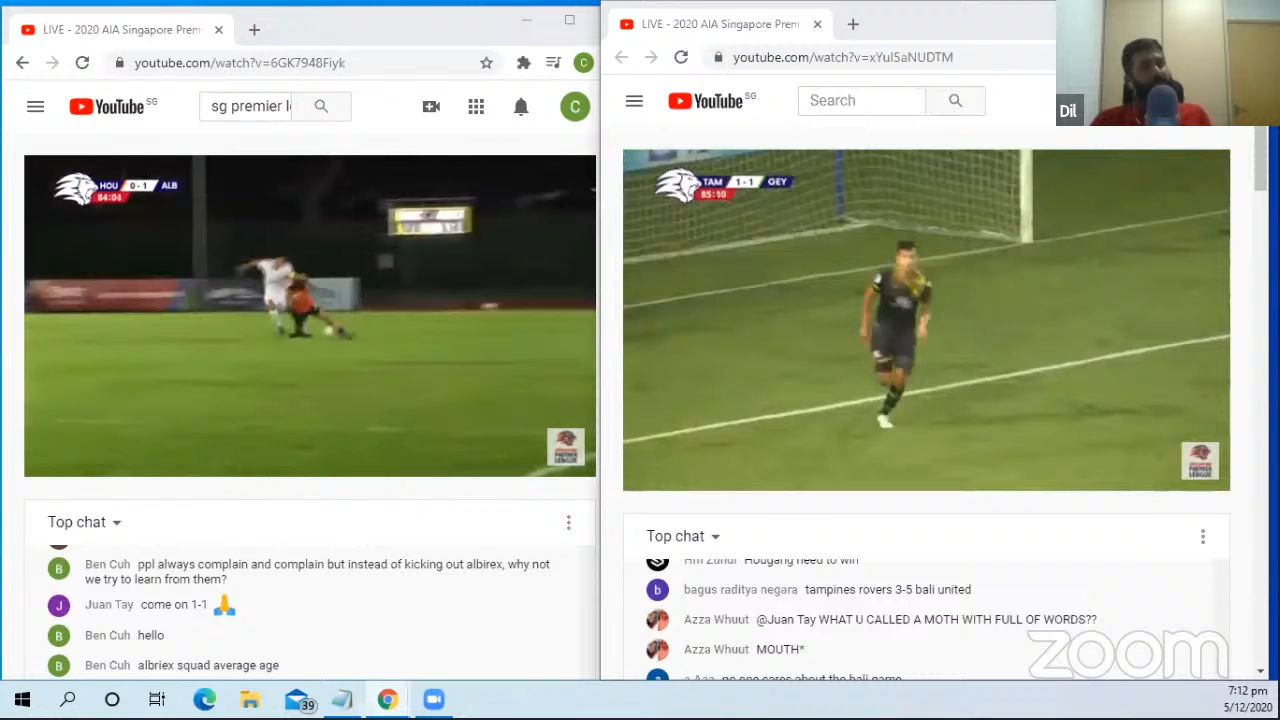 LIVE - 2020 AIA Singapore Prem
youtube.com/watch?v=6GK7948Fiyk
C
YouTube SG
sg premier l
C
HOU 0-1 ALB
84:04
Top chat
B Ben Cuh ppl always complain and complain but instead of kicking out albirex, why not
we try to learn from them?
J Juan Tay come on 1-1
B Ben Cuh hello
B Ben Cuh albriex squad average age
LIVE - 2020 AIA Singapore Prem
youtube.com/watch?v=xYuI5aNUDTM
YouTube SG
Search
Dil
TAM 1-1 GEY
85:10
PREMIER
LEAGUE
Top chat
Hougang need to win
b bagus raditya negara tampines rovers 3-5 bali united
Azza Whuut @Juan Tay WHAT U CALLED A MOTH WITH FULL OF WORDS??
Azza Whuut MOUTH*
a Aaa no one cares about the bali game
zoom
39
7:12 pm
5/12/2020